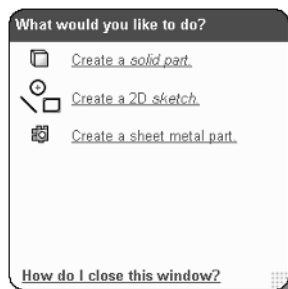 What would you like to do?
Create a solid part.
Create a 2D sketch.
Create a sheet metal part.
How do I close this window?